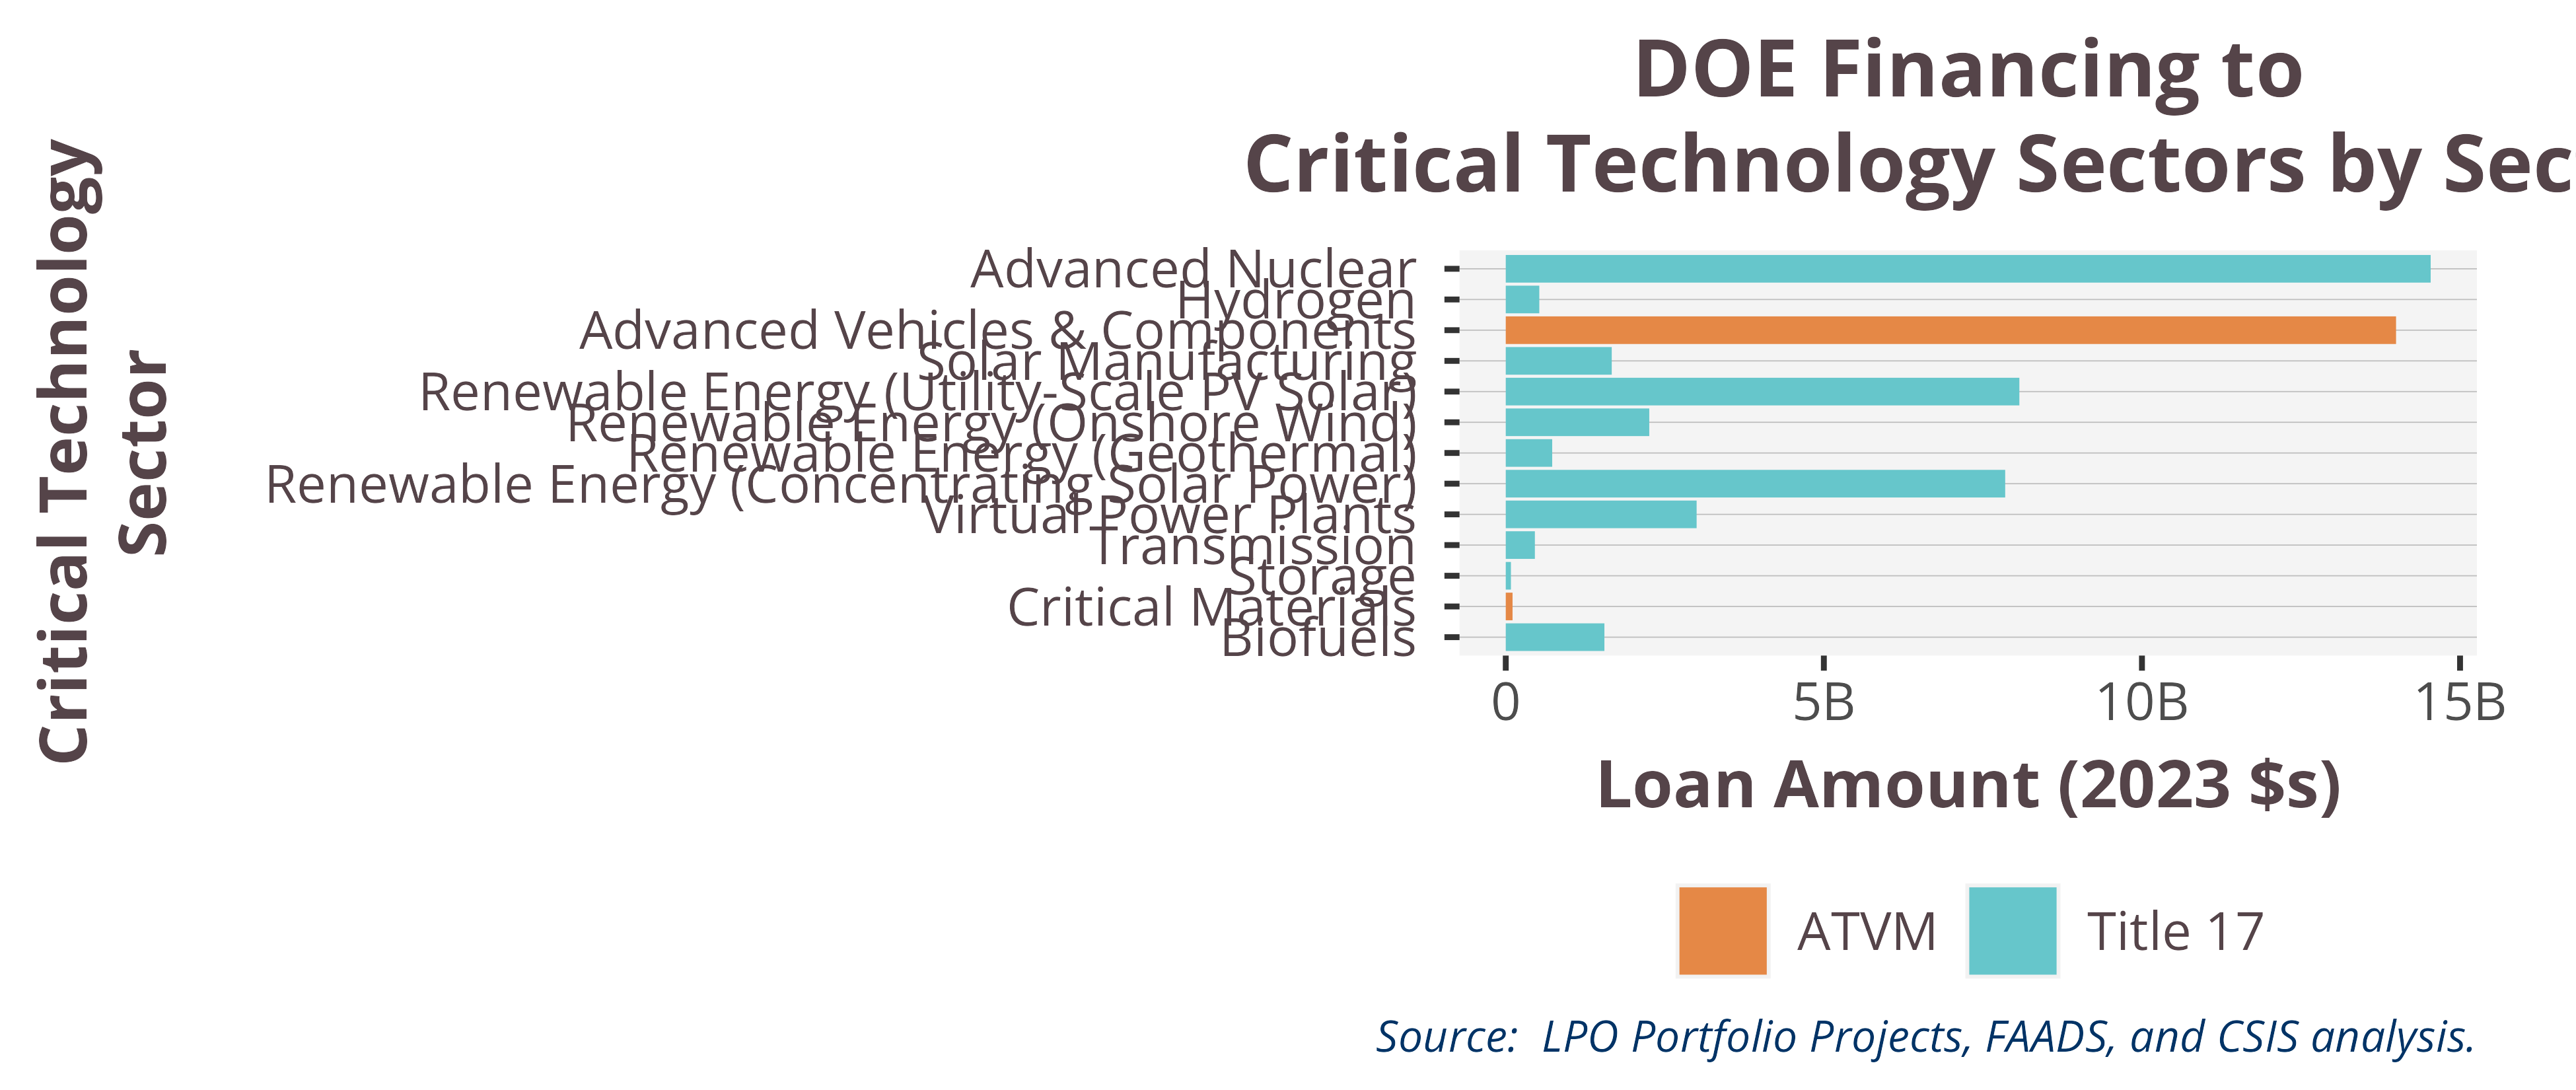 DOE Financing to
Critical Technology Sectors by Sec
Critical Technology
Sector
Advanced Nuclear
Hydrogen
Advanced Vehicles & Components
Solar Manufacturing
Renewable Energy (Utility-Scale PV Solar)
Renewable Energy (Onshore Wind)
Renewable Energy (Geothermal)
Renewable Energy (Concentrating Solar Power)
Virtual Power Plants
Transmission
Storage
Critical Materials
Biofuels
0 5B 10B 15B
Loan Amount (2023 $s)
ATVM Title 17
Source: LPO Portfolio Projects, FAADS, and CSIS analysis.